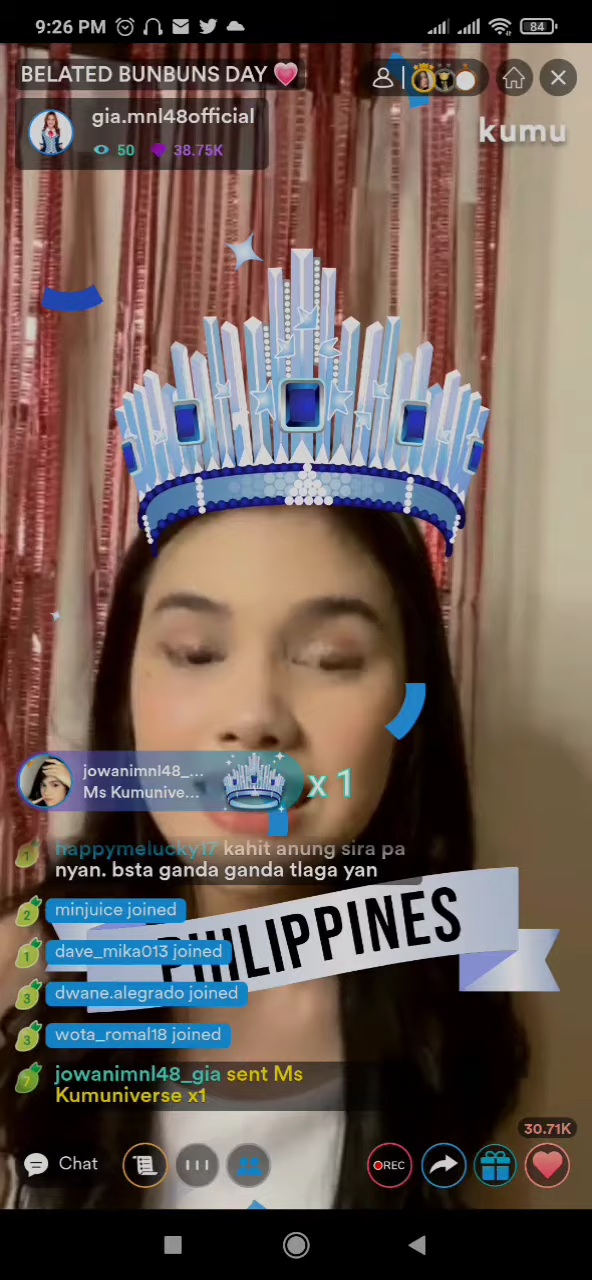 9:26 PM
84
BELATED BUNBUNS DAY
gia.mnl48official
50
38.75K
kumu
jowanimnl48_...
Ms Kumunive...
x 1
1
happymelucky17 kahit anung sira pa
nyan. bsta ganda ganda tlaga yan
PHILIPPINES
2
minjuice joined
1
dave_mika013 joined
3
dwane.alegrado joined
3
wota_romal18 joined
7
jowanimnl48_gia sent Ms
Kumuniverse x1
30.71K
Chat
REC